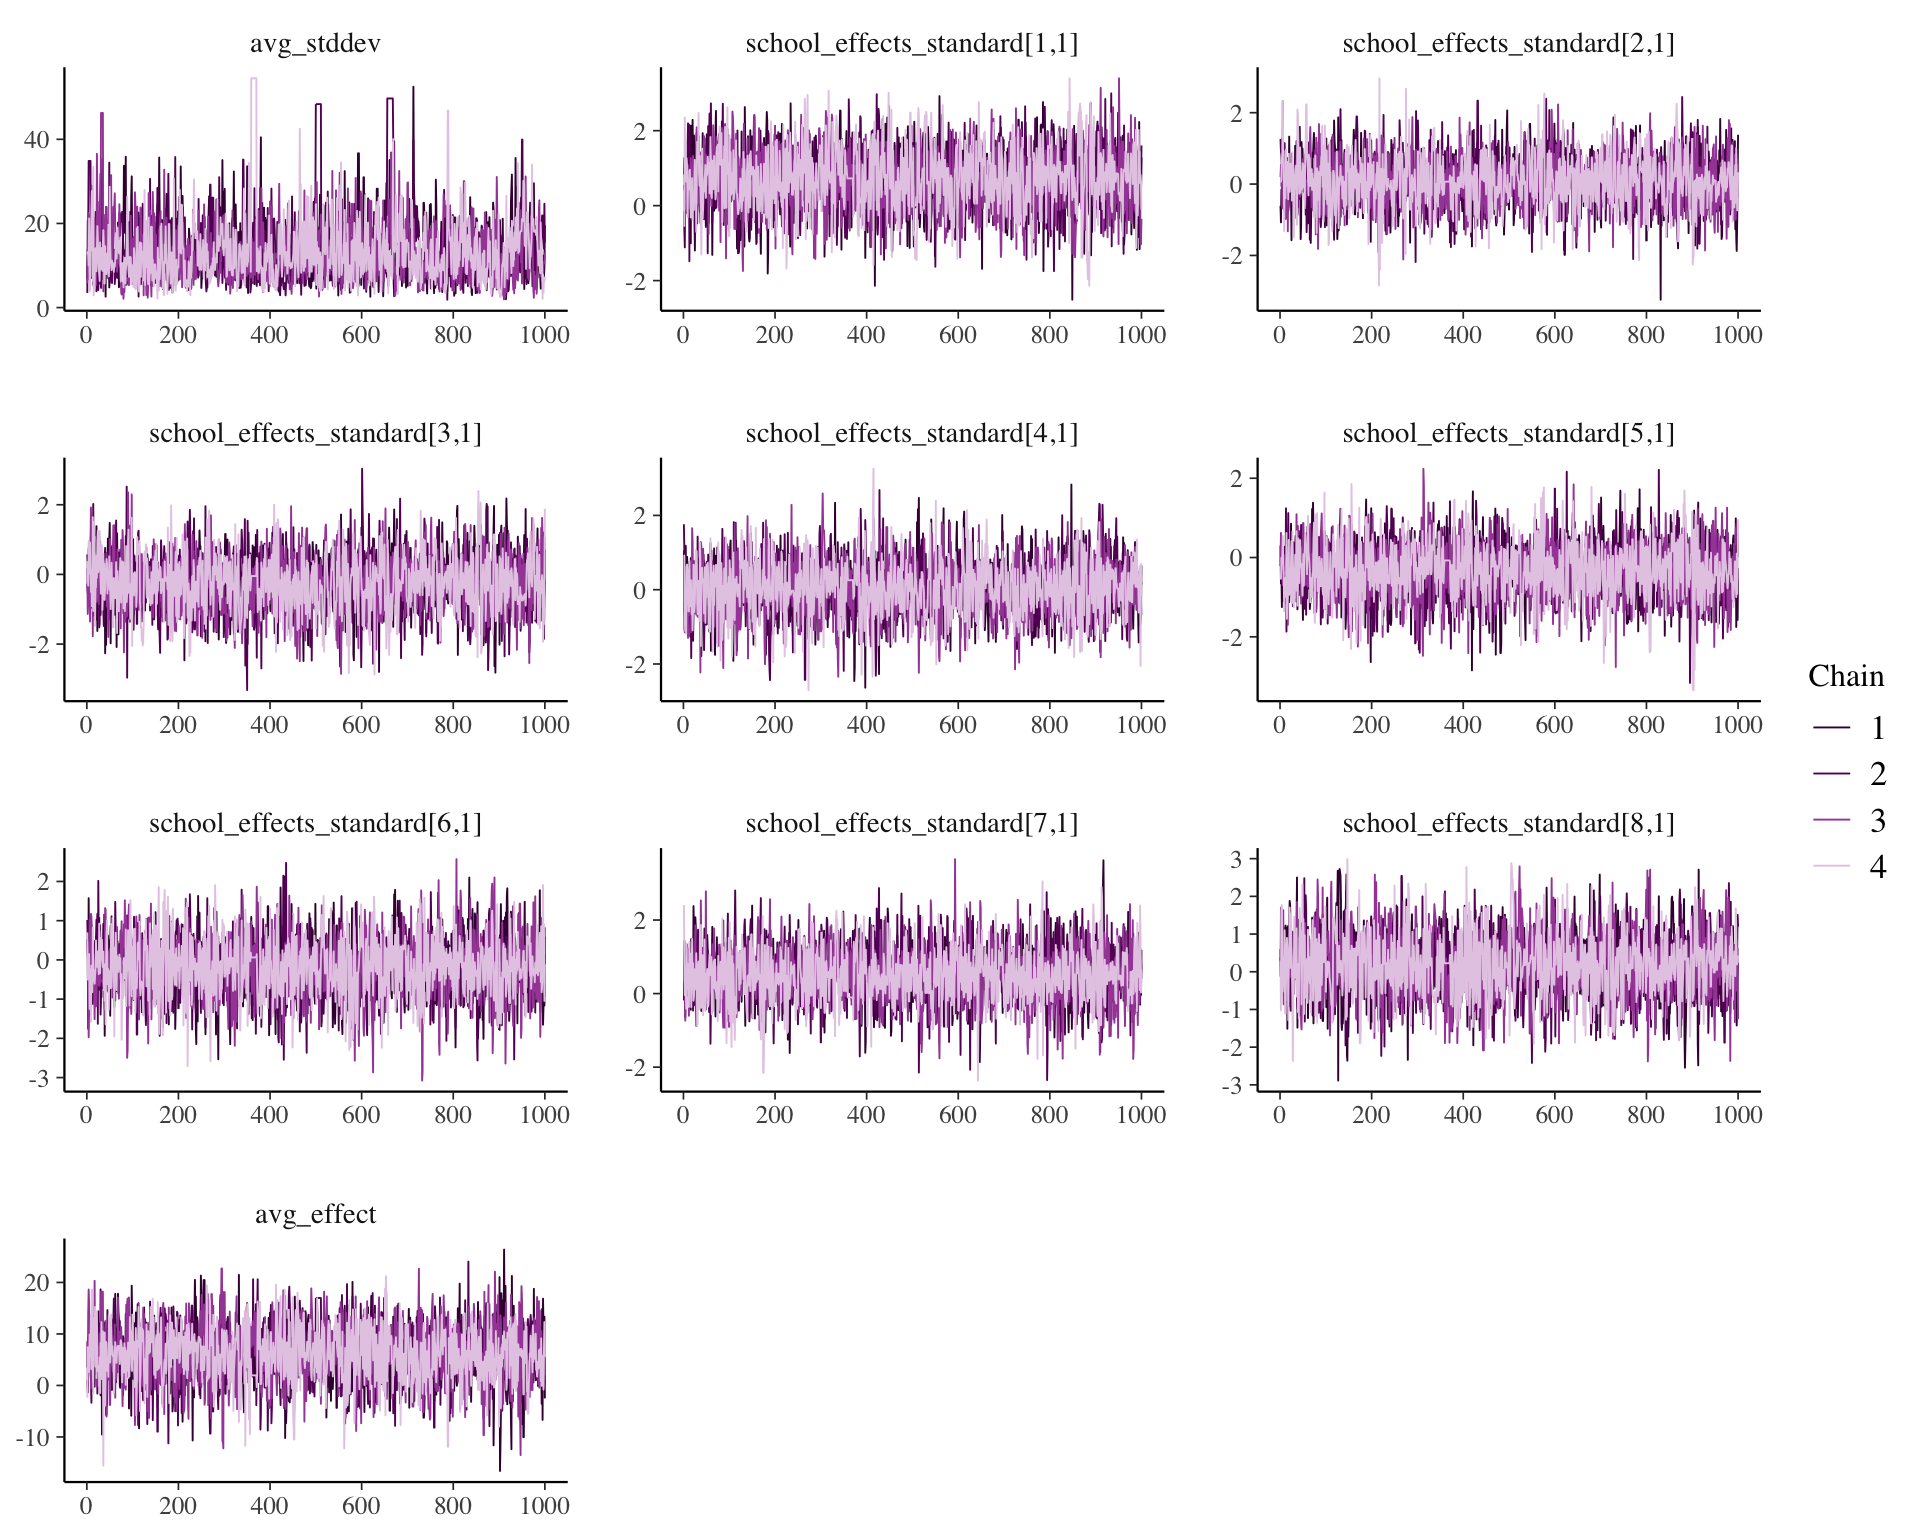 avg_stddev
school_effects_standard[1,1]
school_effects_standard[2,1]
40
20
0
2
0
-2
2
0
-2
0 200 400 600 800 1000
0 200 400 600 800 1000
0 200 400 600 800 1000
school_effects_standard[3,1]
school_effects_standard[4,1]
school_effects_standard[5,1]
2
0
-2
2
0
-2
2
0
-2
0 200 400 600 800 1000
0 200 400 600 800 1000
0 200 400 600 800 1000
Chain
1
2
3
4
school_effects_standard[6,1]
school_effects_standard[7,1]
school_effects_standard[8,1]
2
1
0
-1
-2
-3
2
0
-2
3
2
1
0
-1
-2
-3
0 200 400 600 800 1000
0 200 400 600 800 1000
0 200 400 600 800 1000
avg_effect
20
10
0
-10
0 200 400 600 800 1000